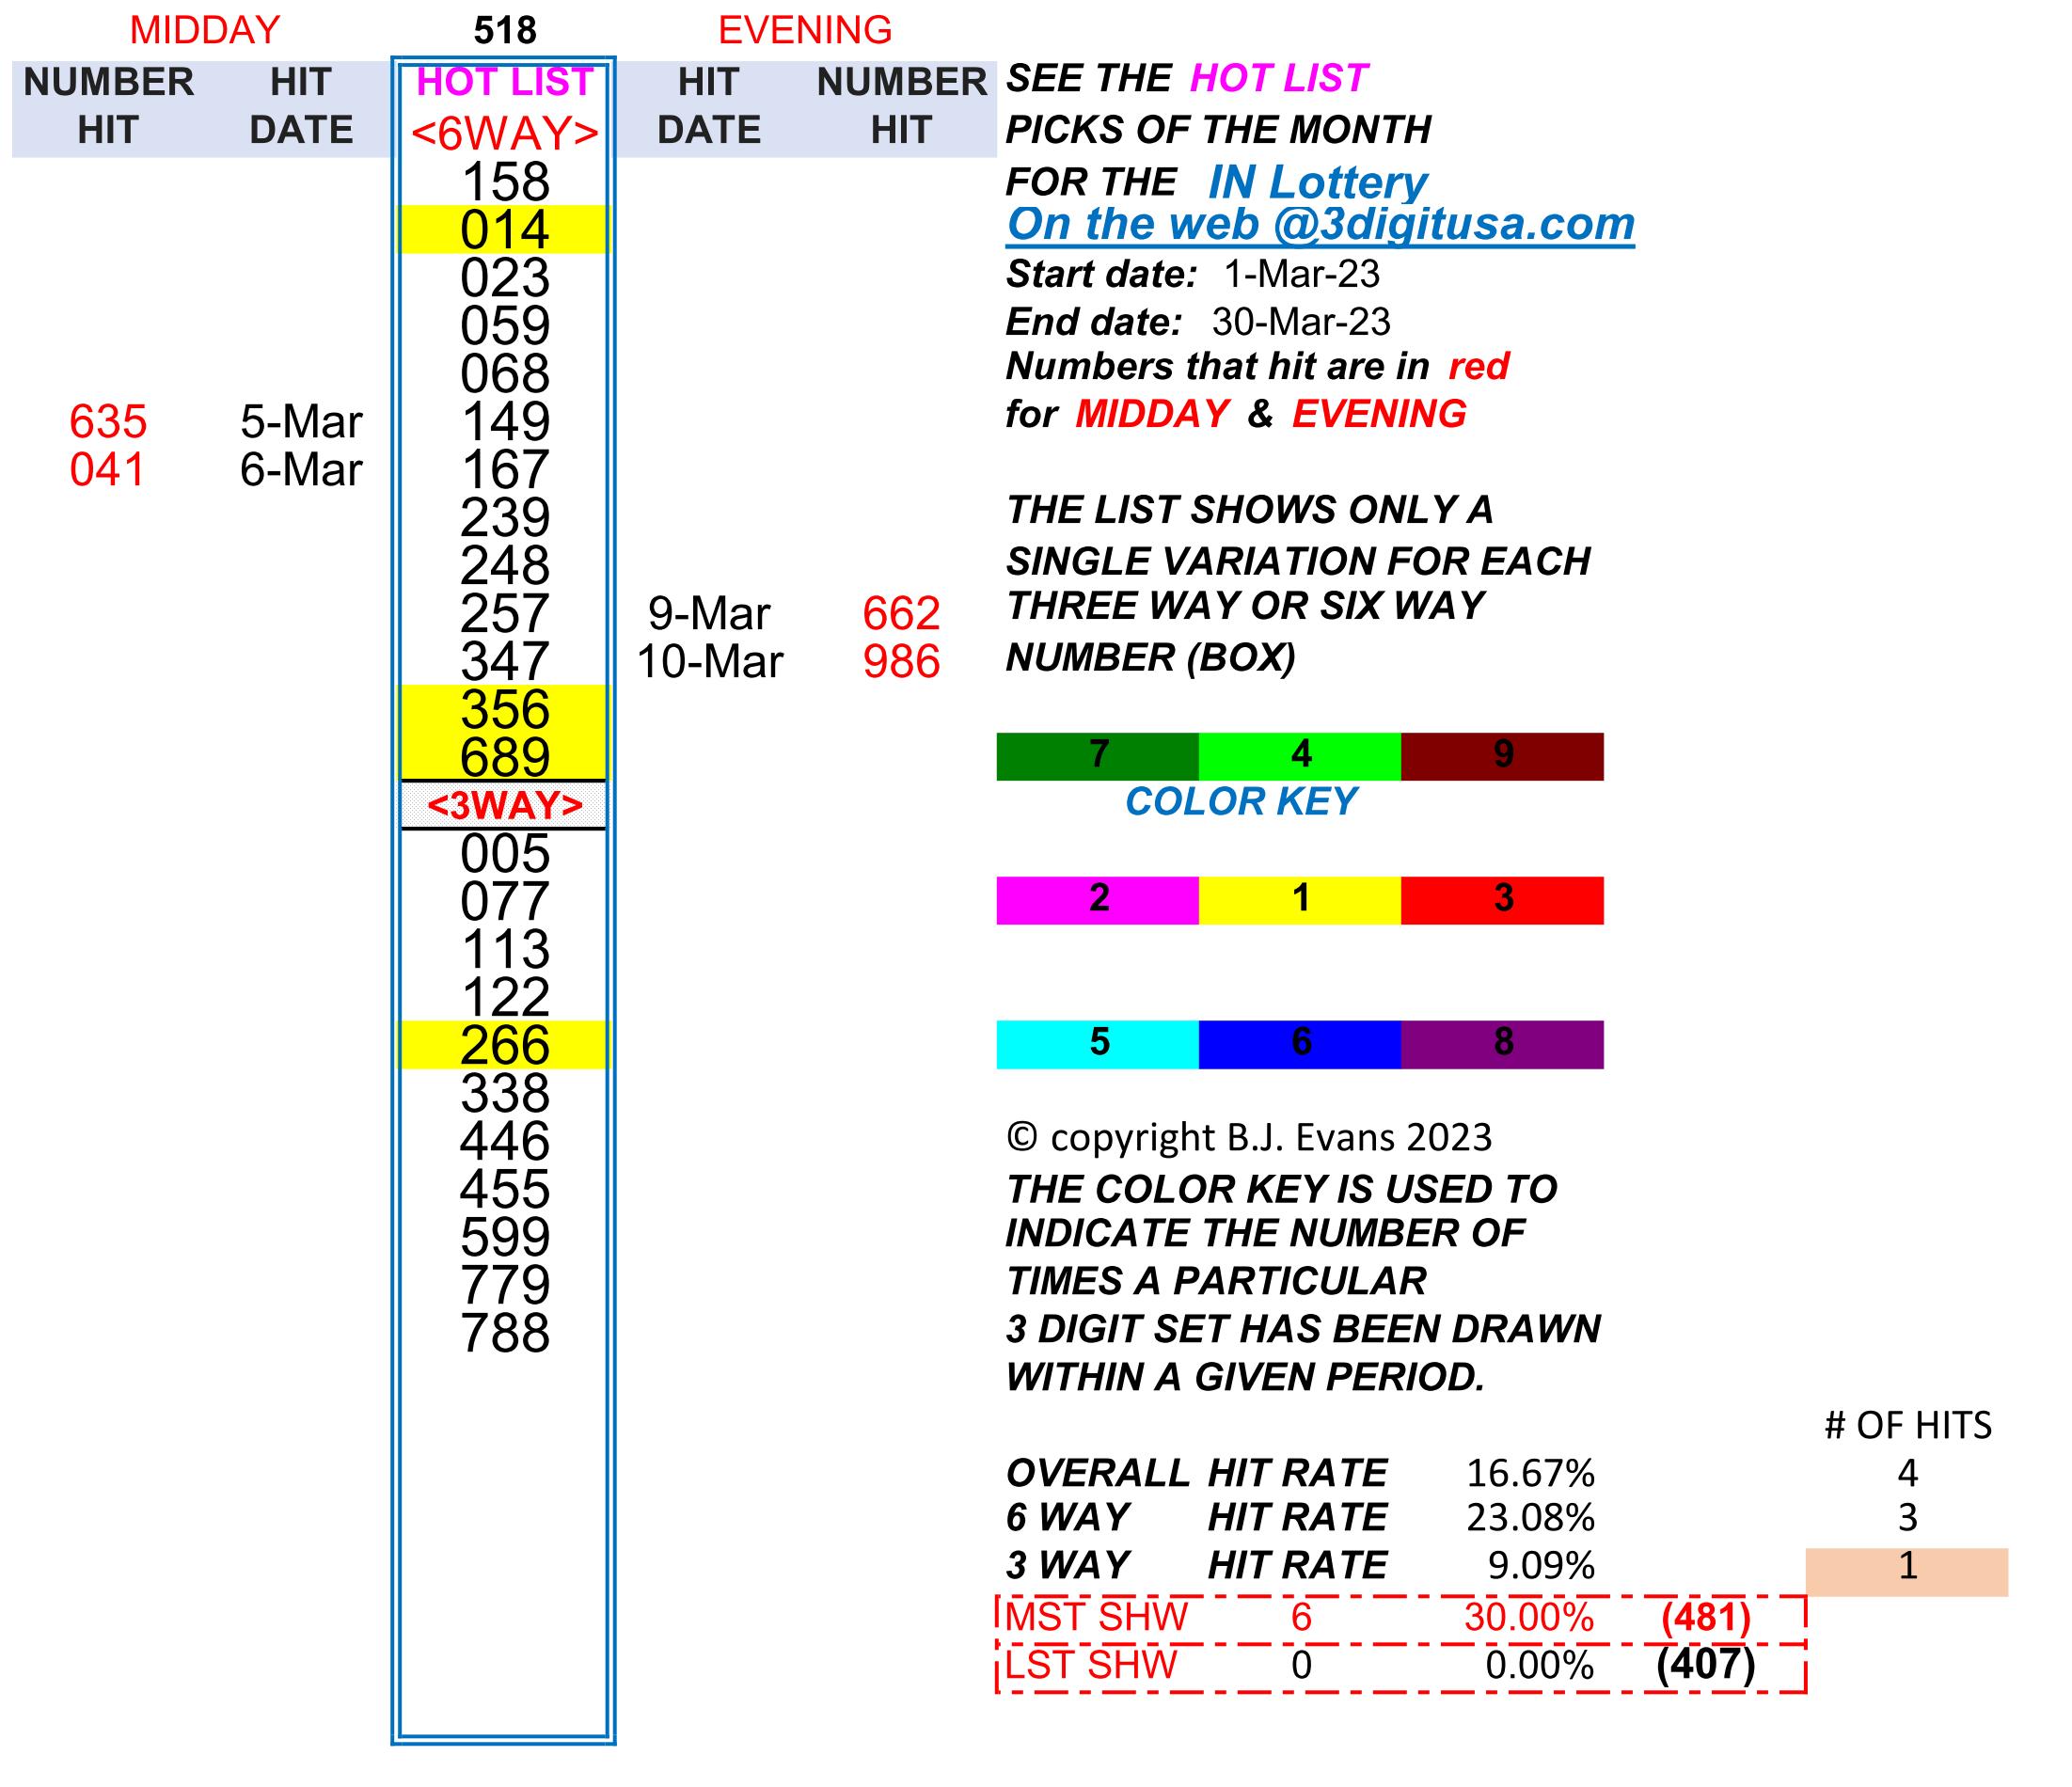 MIDDAY 518 EVENING
NUMBER HIT HOT LIST HIT NUMBER SEE THE HOT LIST
HIT DATE <6WAY> DATE HIT PICKS OF THE MONTH
158 FOR THE IN Lottery
014 On the web @3digitusa.com
023 Start date: 1-Mar-23
059 End date: 30-Mar-23
068 Numbers that hit are in red
635 5-Mar 149 for MIDDAY & EVENING
041 6-Mar 167
239 THE LIST SHOWS ONLY A
248 SINGLE VARIATION FOR EACH
257 9-Mar 662 THREE WAY OR SIX WAY
347 10-Mar 986 NUMBER (BOX)
356
689 7 4 9
<3WAY> COLOR KEY
005
077 2 1 3
113
122
266 5 6 8
338
446 © copyright B.J. Evans 2023
455 THE COLOR KEY IS USED TO
599 INDICATE THE NUMBER OF
779 TIMES A PARTICULAR
788 3 DIGIT SET HAS BEEN DRAWN
WITHIN A GIVEN PERIOD.
# OF HITS
OVERALL HIT RATE 16.67% 4
6 WAY HIT RATE 23.08% 3
3 WAY HIT RATE 9.09% 1
MST SHW 6 30.00% (481)
LST SHW 0 0.00% (407)